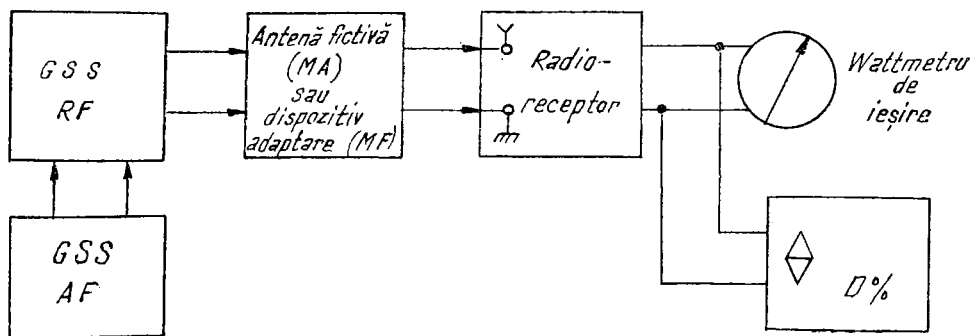 GSS
RF
GSS
AF
Antenă fictivă
(MA)
sau
dispozitiv
adaptare (MF)
Radio-
receptor
Wattmetru
de
ieșire
D%